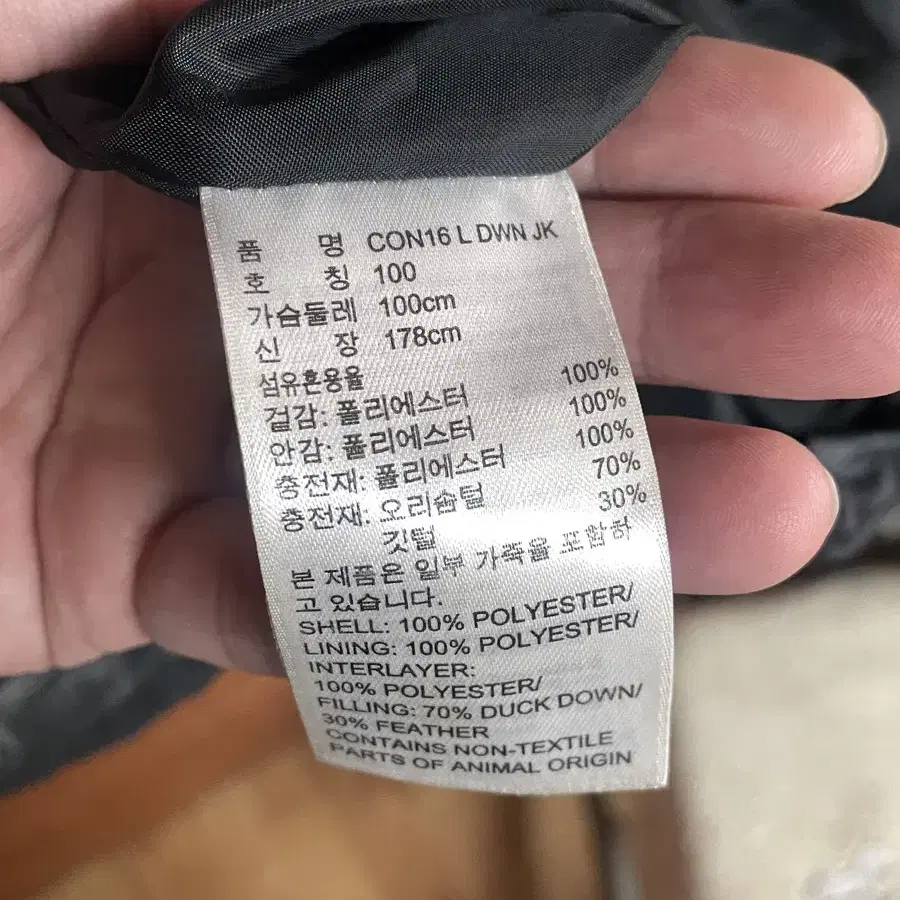 품 명 CON16 L DWN JK
호 칭 100
가슴둘레 100cm
신 장 178cm
섬유혼용율
겉감: 폴리에스터 100%
안감: 폴리에스터 100%
충전재: 폴리에스터 100%
충전재: 오리솜털 70%
깃털 30%
본 제품은 일부 가죽을 포함하
고 있습니다.
SHELL: 100% POLYESTER/
LINING: 100% POLYESTER/
INTERLAYER:
100% POLYESTER/
FILLING: 70% DUCK DOWN/
30% FEATHER
CONTAINS NON-TEXTILE
PARTS OF ANIMAL ORIGIN